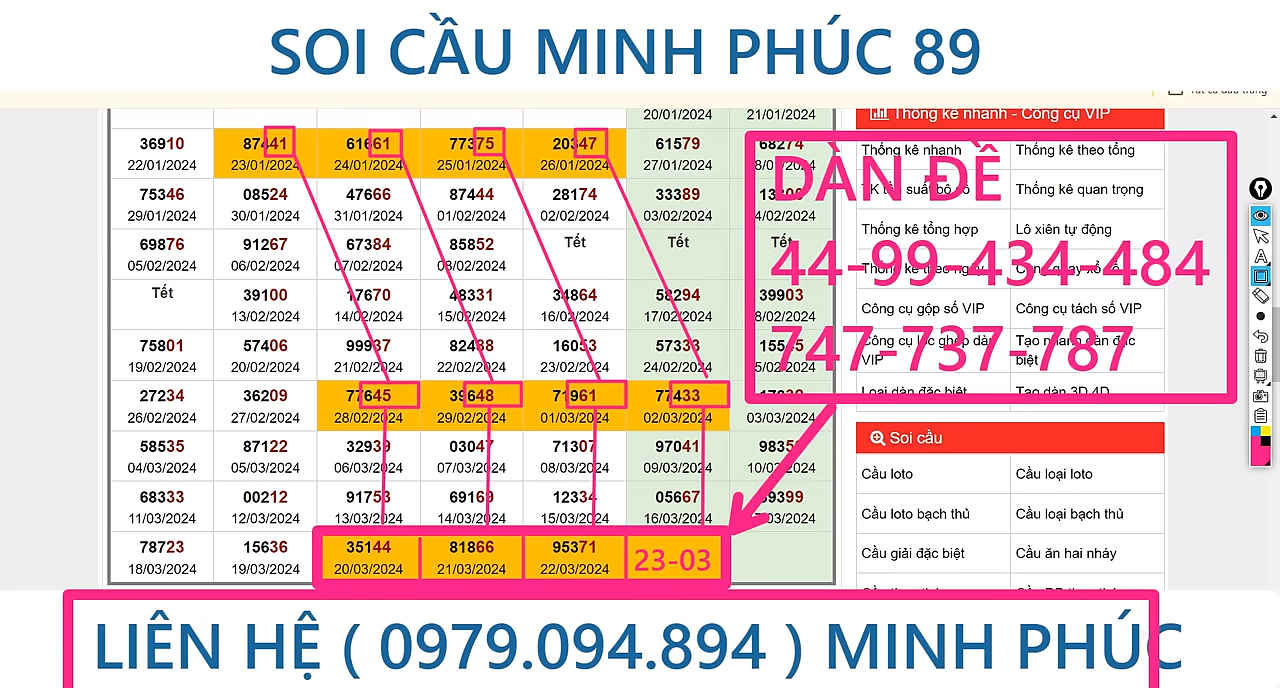 SOI CẦU MINH PHÚC 89
20/01/2024 21/01/2024
36910 87441 61661 77375 20347 61579 68274
22/01/2024 23/01/2024 24/01/2024 25/01/2024 26/01/2024 27/01/2024
75346 08524 47666 87444 28174 33389
29/01/2024 30/01/2024 31/01/2024 01/02/2024 02/02/2024 03/02/2024
69876 91267 67384 85852 Tết Tết Tết
05/02/2024 06/02/2024 07/02/2024 08/02/2024
Tết 39100 17670 48331 34864 58294 39903
13/02/2024 14/02/2024 15/02/2024 16/02/2024 17/02/2024
75801 57406 99937 82438 16053 57333
19/02/2024 20/02/2024 21/02/2024 22/02/2024 23/02/2024 24/02/2024
27234 36209 77645 39648 71961 77433
26/02/2024 27/02/2024 28/02/2024 29/02/2024 01/03/2024 02/03/2024 03/03/2024
58535 87122 32939 03047 71307 97041
04/03/2024 05/03/2024 06/03/2024 07/03/2024 08/03/2024 09/03/2024
68333 00212 91753 69169 12334 05667
11/03/2024 12/03/2024 13/03/2024 14/03/2024 15/03/2024 16/03/2024
78723 15636 35144 81866 95371 23-03
18/03/2024 19/03/2024 20/03/2024 21/03/2024 22/03/2024
Thống kê nhanh - Công cụ VIP
Thống kê nhanh Thống kê theo tổng
DÀN ĐỀ
Thống kê quan trọng
Thống kê tổng hợp Lô xiên tự động
44-99-434-484
Công cụ gộp số VIP Công cụ tách số VIP
747-737-787
Loại dàn đặc biệt Tạo dàn 3D,4D
Soi cầu
Cầu loto Cầu loại loto
Cầu loto bạch thủ Cầu loại bạch thủ
Cầu giải đặc biệt Cầu ăn hai nháy
LIÊN HỆ ( 0979.094.894 ) MINH PHÚC